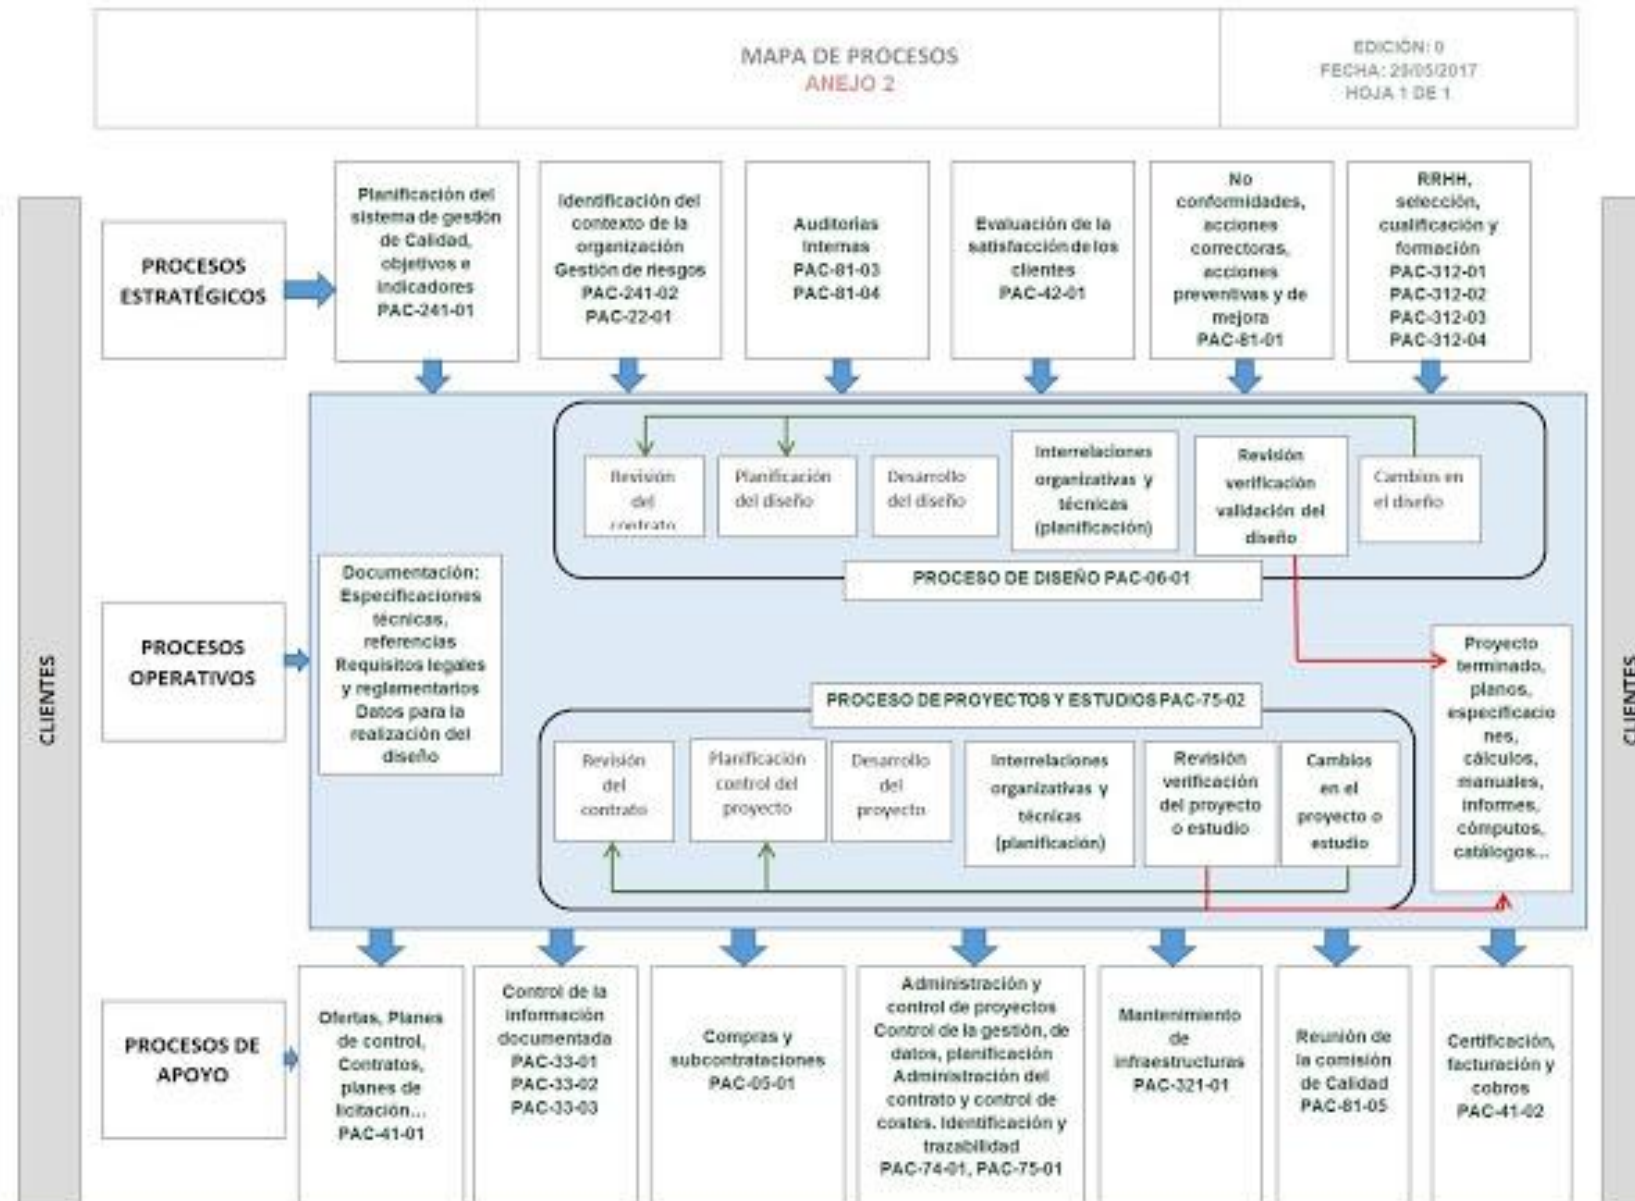 MAPA DE PROCESOS
ANEJO 2
EDICIÓN: 0
FECHA: 29/05/2017
HOJA 1 DE 1
CLIENTES
PROCESOS
ESTRATÉGICOS
Planificación del
sistema de gestión
de Calidad,
objetivos e
indicadores
PAC-241-01
Identificación del
contexto de la
organización
Gestión de riesgos
PAC-241-02
PAC-22-01
Auditorías
Internas
PAC-81-03
PAC-81-04
Evaluación de la
satisfacción de los
clientes
PAC-42-01
No
conformidades,
acciones
correctoras,
acciones
preventivas y de
mejora
PAC-81-01
RRHH,
selección,
cualificación y
formación
PAC-312-01
PAC-312-02
PAC-312-03
PAC-312-04
PROCESOS
OPERATIVOS
Documentación:
Especificaciones
técnicas,
referencias
Requisitos legales
y reglamentarios
Datos para la
realización del
diseño
Revisión
del
contrato
Planificación
del diseño
Desarrollo
del diseño
Interrelaciones
organizativas y
técnicas
(planificación)
Revisión
verificación
validación del
diseño
Cambios en
el diseño
PROCESO DE DISEÑO PAC-06-01
PROCESO DE PROYECTOS Y ESTUDIOS PAC-75-02
Revisión
del
contrato
Planificación
control del
proyecto
Desarrollo
del
proyecto
Interrelaciones
organizativas y
técnicas
(planificación)
Revisión
verificación
del proyecto
o estudio
Cambios
en el
proyecto o
estudio
Proyecto
terminado,
planos,
especificacio
nes,
cálculos,
manuales,
informes,
cómputos,
catálogos...
PROCESOS DE
APOYO
Ofertas, Planes
de control,
Contratos,
planes de
licitación...
PAC-41-01
Control de la
información
documentada
PAC-33-01
PAC-33-02
PAC-33-03
Compras y
subcontrataciones
PAC-05-01
Administración y
control de proyectos
Control de la gestión, de
datos, planificación
Administración del
contrato y control de
costes. Identificación y
trazabilidad
PAC-74-01, PAC-75-01
Mantenimiento
de
infraestructuras
PAC-321-01
Reunión de
la comisión
de Calidad
PAC-81-05
Certificación,
facturación y
cobros
PAC-41-02
CLIENTES